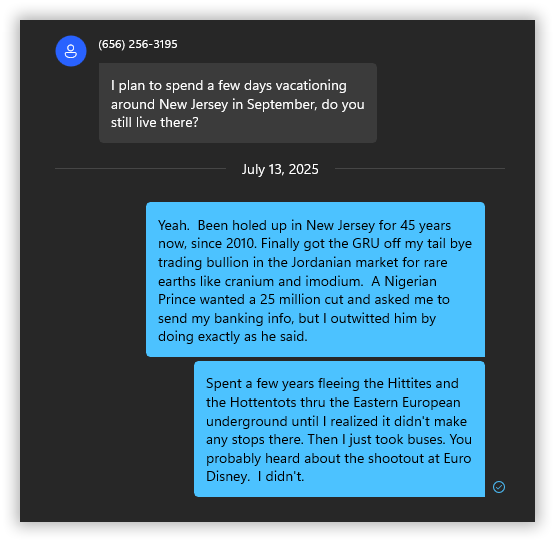 (656) 256-3195
I plan to spend a few days vacationing
around New Jersey in September, do you
still live there?
July 13, 2025
Yeah.  Been holed up in New Jersey for 45 years
now, since 2010. Finally got the GRU off my tail bye
trading bullion in the Jordanian market for rare
earths like cranium and imodium.  A Nigerian
Prince wanted a 25 million cut and asked me to
send my banking info, but I outwitted him by
doing exactly as he said.
Spent a few years fleeing the Hittites and
the Hottentots thru the Eastern European
underground until I realized it didn't make
any stops there. Then I just took buses. You
probably heard about the shootout at Euro
Disney.  I didn't.